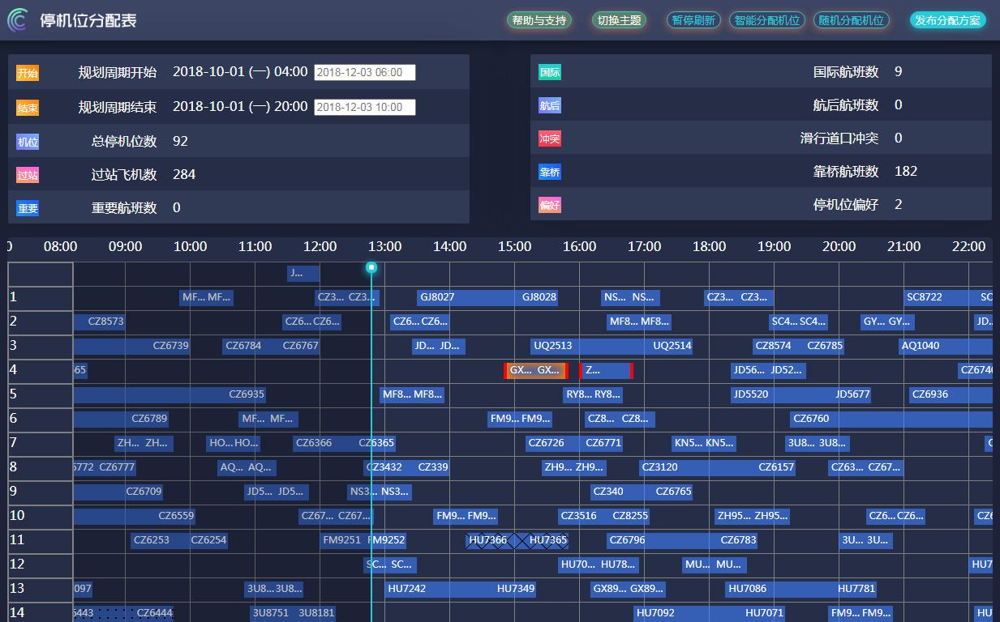 停机位分配表 帮助与支持 切换主题 暂停刷新 智能分配机位 随机分配机位 发布分配方案
开始 规划周期开始 2018-10-01 (一) 04:00 2018-12-03 06:00
结束 规划周期结束 2018-10-01 (一) 20:00 2018-12-03 10:00
机位 总停机位数 92
过站 过站飞机数 284
重要 重要航班数 0
国际 国际航班数 9
航后 航后航班数 0
冲突 滑行道口冲突 0
靠桥 靠桥航班数 182
偏好 停机位偏好 2
0 08:00 09:00 10:00 11:00 12:00 13:00 14:00 15:00 16:00 17:00 18:00 19:00 20:00 21:00 22:00
J...
1 MF... MF... CZ3... CZ3... GJ8027 GJ8028 NS... NS... CZ3... CZ3... SC8722 SC
2 CZ8573 CZ6... CZ6... CZ6... CZ6... MF8... MF8... SC4... SC4... GY... GY... JD..
3 CZ6739 CZ6784 CZ6767 JD... JD... UQ2513 UQ2514 CZ8574 CZ6785 AQ1040
4 65 GX... GX... Z... JD56... JD52... CZ6746
5 CZ6935 MF8... MF8... RY8... RY8... JD5520 JD5677 CZ6936
6 CZ6789 MF... MF... FM9... FM9... CZ8... CZ8... CZ6760
7 ZH... ZH... HO... HO... CZ6366 CZ6365 CZ6726 CZ6771 KN5... KN5... 3U8... 3U8... C
8 6772 CZ6777 AQ... AQ... CZ3432 CZ339 ZH9... ZH9... CZ3120 CZ6157 CZ63... CZ67...
9 CZ6709 JD5... JD5... NS3... NS3... CZ340 CZ6765
10 CZ6559 CZ67... CZ67... FM9... FM9... CZ3516 CZ8255 ZH95... ZH95... CZ6... CZ6... CZ6
11 CZ6253 CZ6254 FM9251 FM9252 HU7366 HU7365 CZ6796 CZ6783 3U... 3U...
12 SC... SC... HU70... HU78... MU... MU... HU7
13 097 3U8... 3U8... HU7242 HU7349 GX89... GX89... HU7086 HU7781
14 6443 CZ6444 3U8751 3U8181 HU7092 HU7071 FM9... FM9... HU